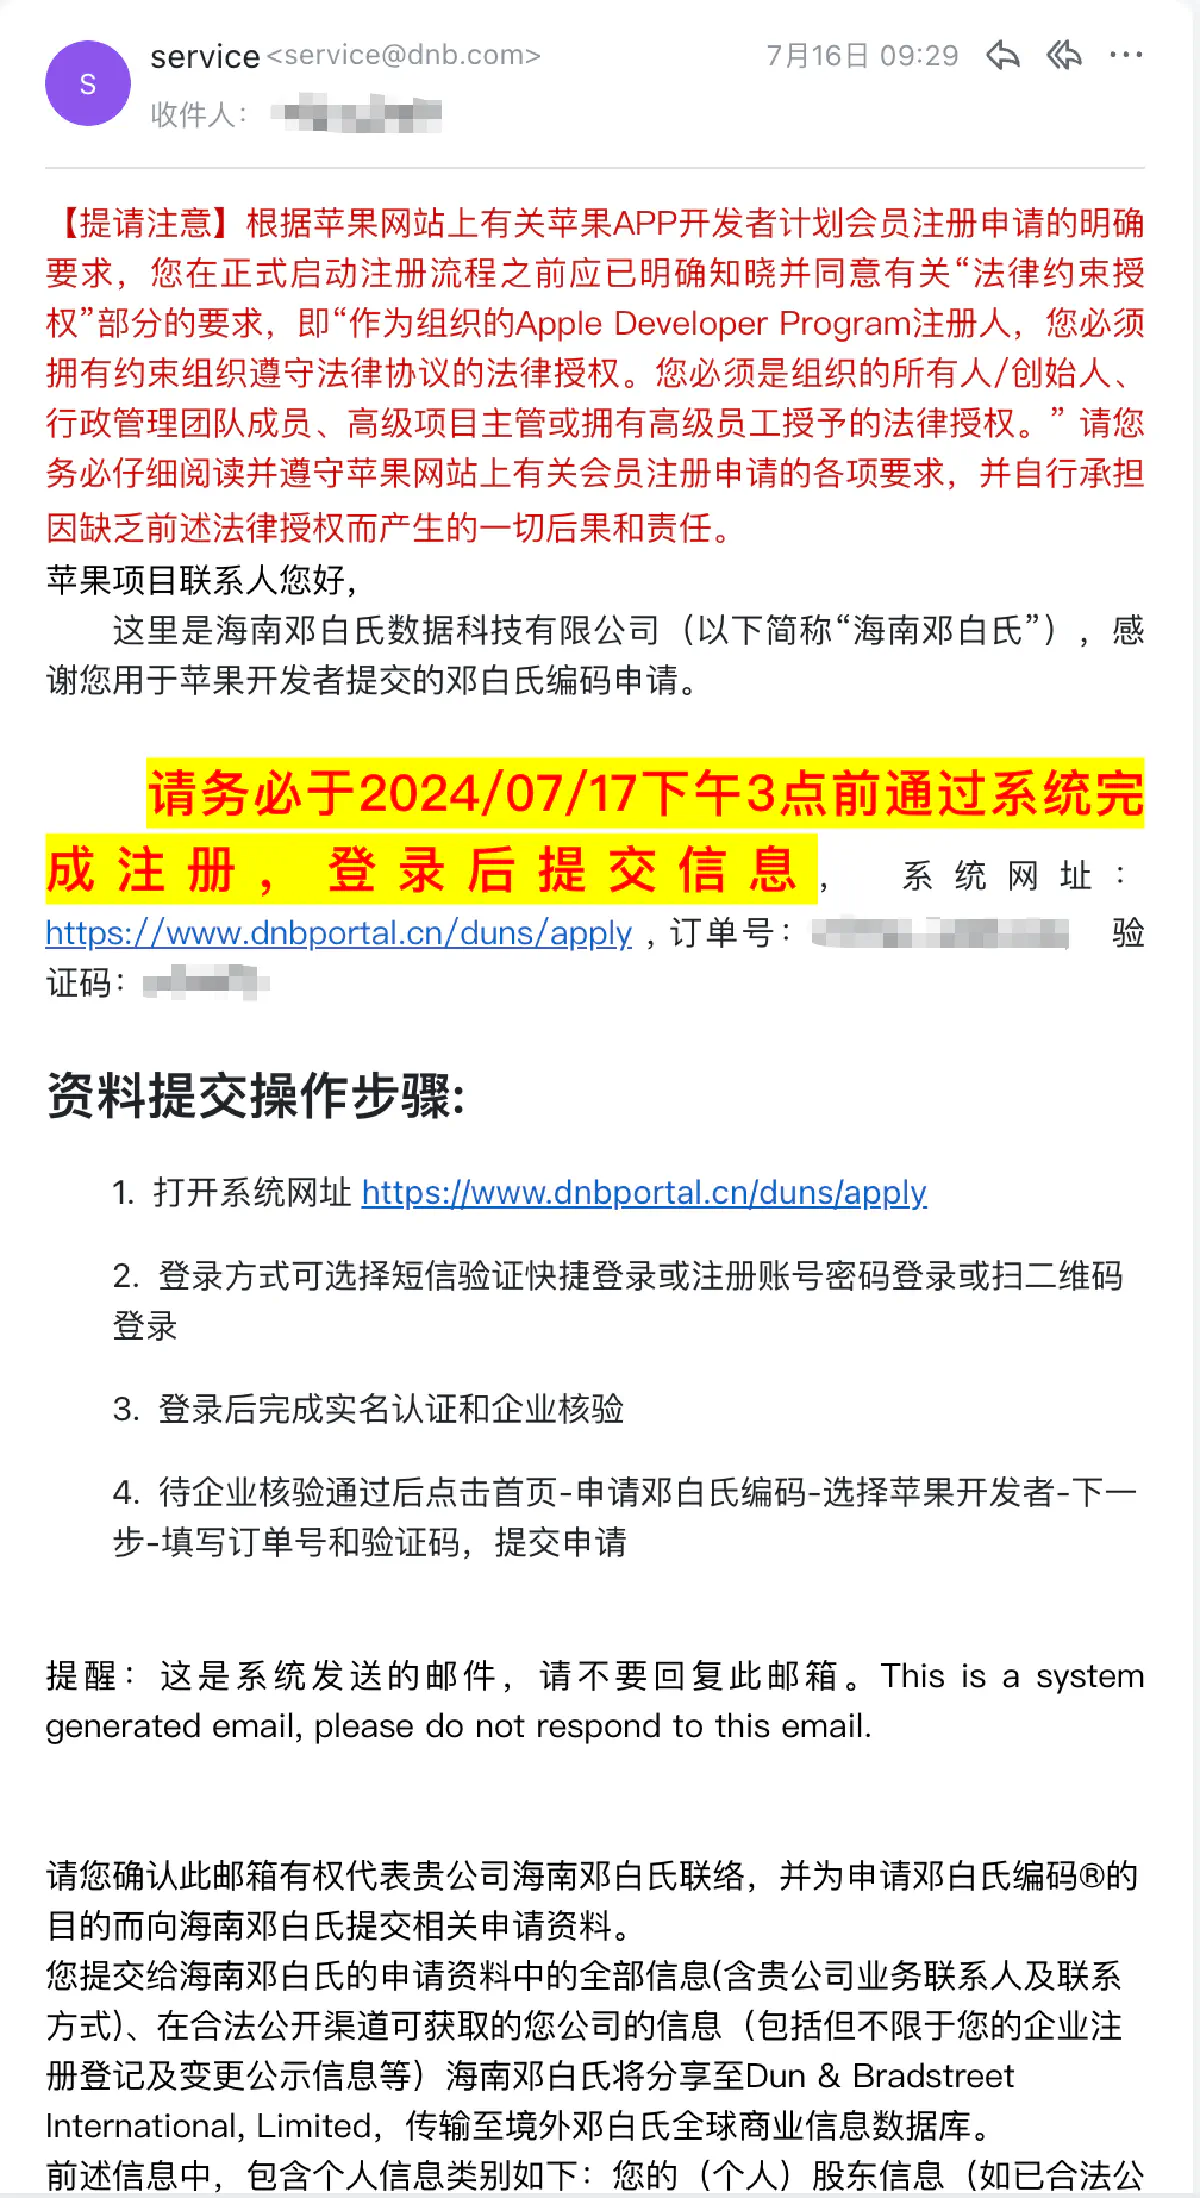 service <service@dnb.com> 7月16日 09:29
S
收件人：
【提请注意】根据苹果网站上有关苹果APP开发者计划会员注册申请的明确
要求，您在正式启动注册流程之前应已明确知晓并同意有关“法律约束授
权”部分的要求，即“作为组织的Apple Developer Program注册人，您必须
拥有约束组织遵守法律协议的法律授权。您必须是组织的所有人/创始人、
行政管理团队成员、高级项目主管或拥有高级员工授予的法律授权。” 请您
务必仔细阅读并遵守苹果网站上有关会员注册申请的各项要求，并自行承担
因缺乏前述法律授权而产生的一切后果和责任。
苹果项目联系人您好，
这里是海南邓白氏数据科技有限公司（以下简称“海南邓白氏”），感
谢您用于苹果开发者提交的邓白氏编码申请。
请务必于2024/07/17下午3点前通过系统完
成注册，登录后提交信息， 系统网址：
https://www.dnbportal.cn/duns/apply , 订单号： 验
证码：
资料提交操作步骤:
1. 打开系统网址 https://www.dnbportal.cn/duns/apply
2. 登录方式可选择短信验证快捷登录或注册账号密码登录或扫二维码
登录
3. 登录后完成实名认证和企业核验
4. 待企业核验通过后点击首页-申请邓白氏编码-选择苹果开发者-下一
步-填写订单号和验证码，提交申请
提醒：这是系统发送的邮件，请不要回复此邮箱。This is a system
generated email, please do not respond to this email.
请您确认此邮箱有权代表贵公司海南邓白氏联络，并为申请邓白氏编码®的
目的而向海南邓白氏提交相关申请资料。
您提交给海南邓白氏的申请资料中的全部信息(含贵公司业务联系人及联系
方式)、在合法公开渠道可获取的您公司的信息（包括但不限于您的企业注
册登记及变更公示信息等）海南邓白氏将分享至Dun & Bradstreet
International, Limited，传输至境外邓白氏全球商业信息数据库。
前述信息中，包含个人信息类别如下：您的（个人）股东信息（如已合法公